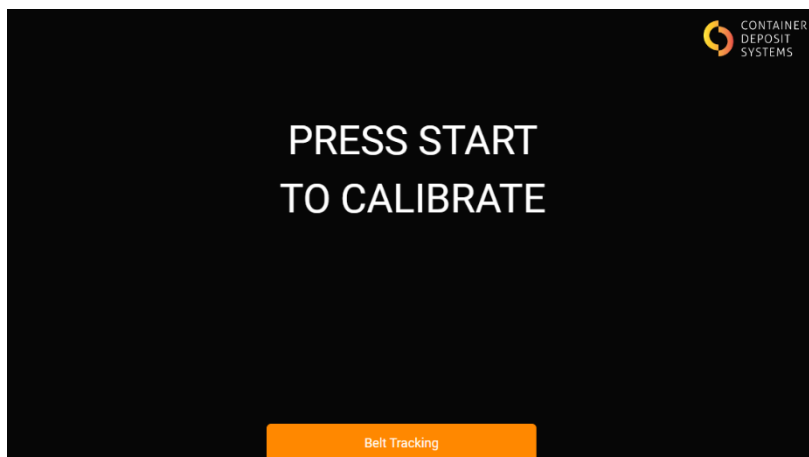 CONTAINER
DEPOSIT
SYSTEMS
PRESS START
TO CALIBRATE
Belt Tracking